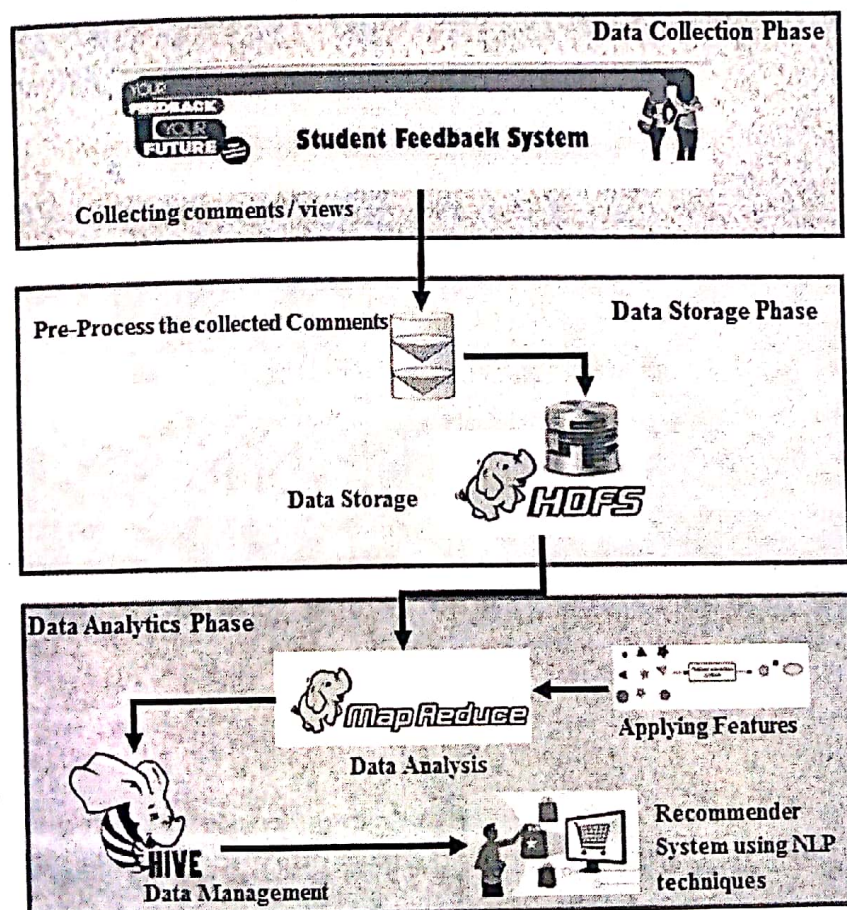 Data Collection Phase
YOUR
FEEDBACK
YOUR
FUTURE
Student Feedback System
Collecting comments / views
Pre-Process the collected Comments
Data Storage Phase
Data Storage
HDFS
Data Analytics Phase
Map Reduce
Applying Features
Data Analysis
HIVE
Data Management
Recommender
System using NLP
techniques